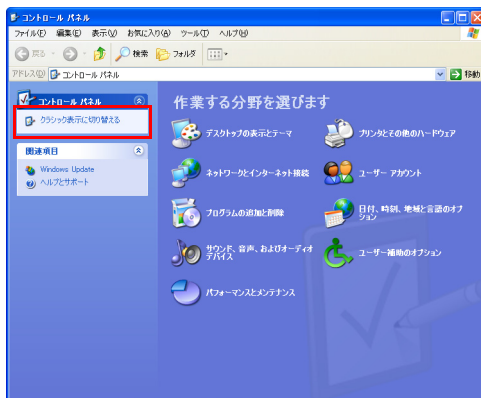 コントロール パネル
ファイル(F) 編集(E) 表示(V) お気に入り(A) ツール(T) ヘルプ(H)
戻る 検索 フォルダ
アドレス(D) コントロール パネル 移動
コントロール パネル
クラシック表示に切り替える
関連項目
Windows Update
ヘルプとサポート
作業する分野を選びます
デスクトップの表示とテーマ
プリンタとその他のハードウェア
ネットワークとインターネット接続
ユーザー アカウント
プログラムの追加と削除
日付、時刻、地域と言語のオプ
ション
サウンド、音声、およびオーディオ
デバイス
ユーザー補助のオプション
パフォーマンスとメンテナンス